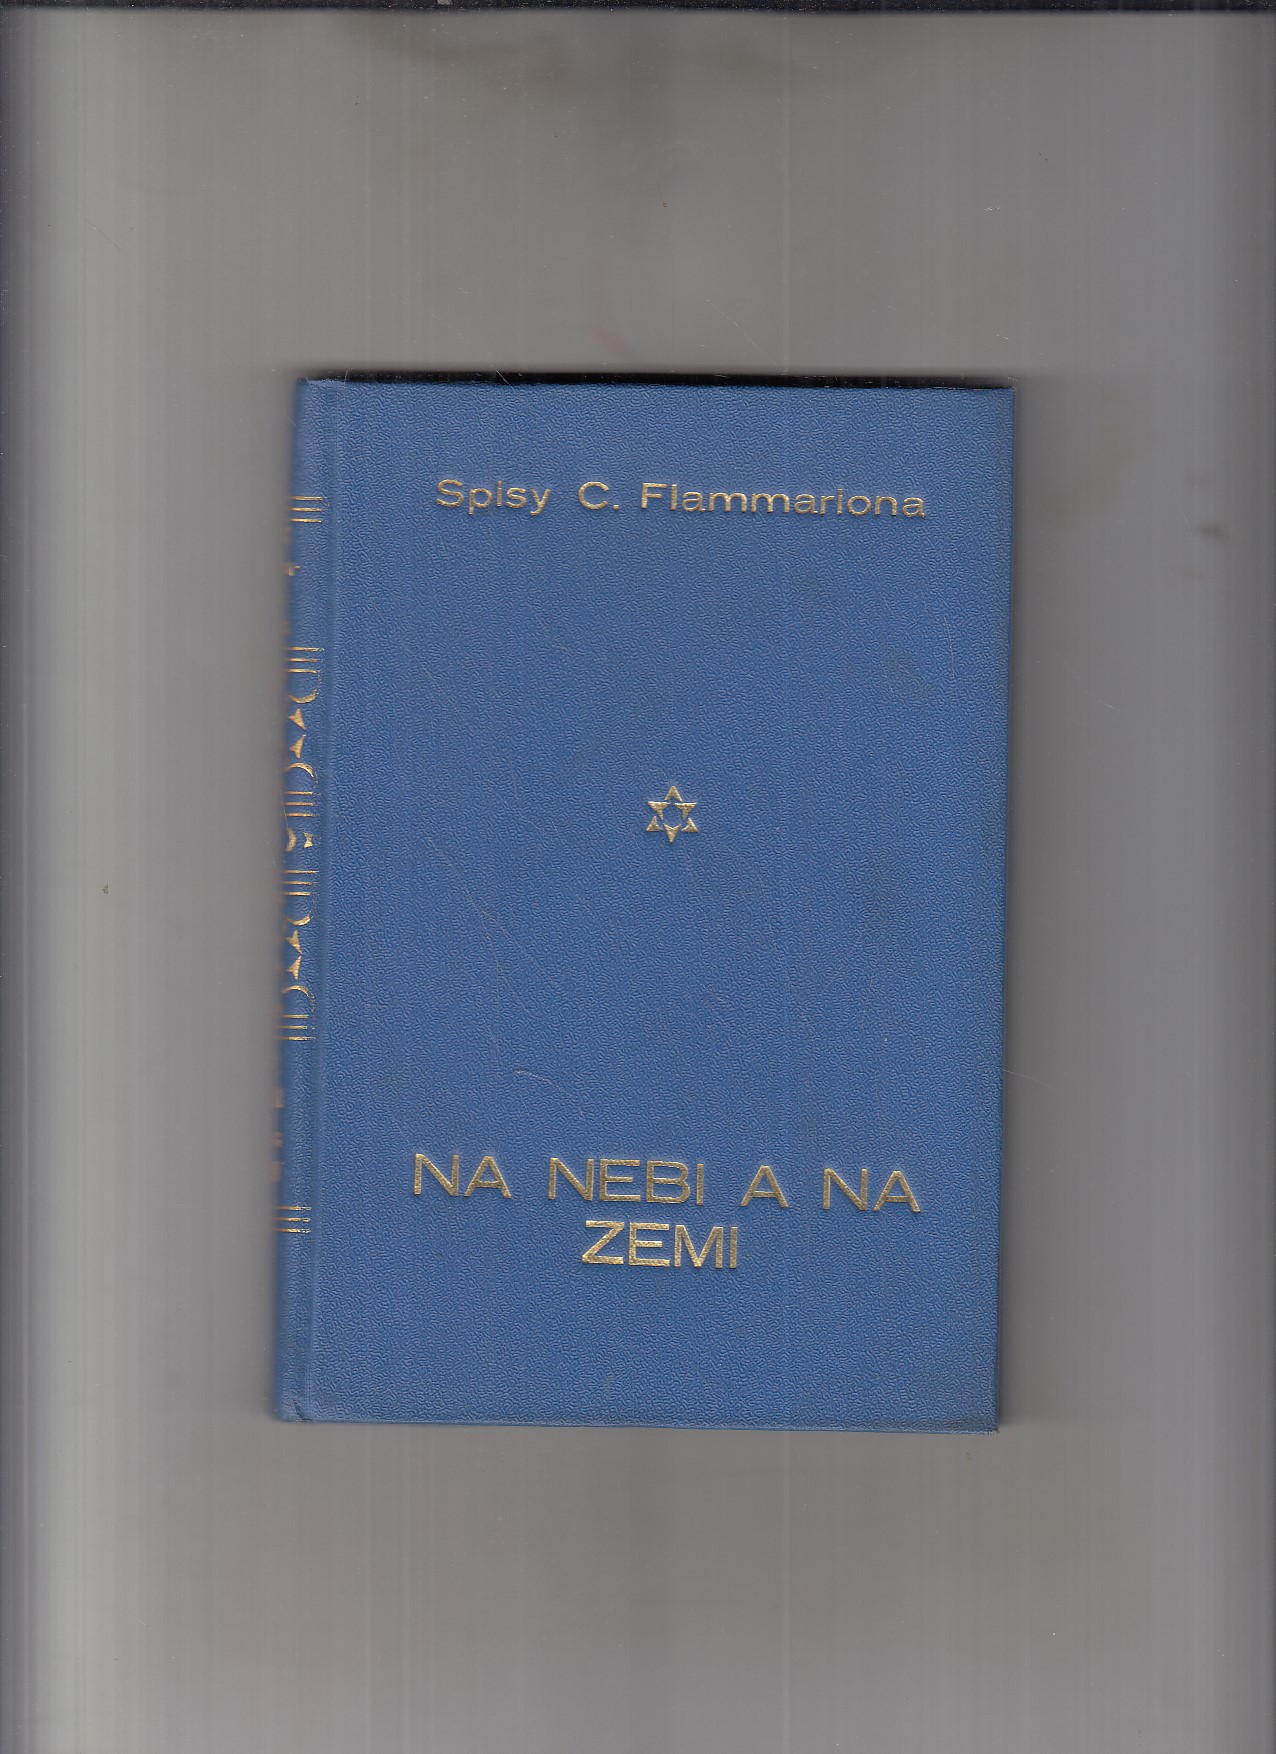 Spisy C. Flammariona
NA NEBI A NA
ZEMI